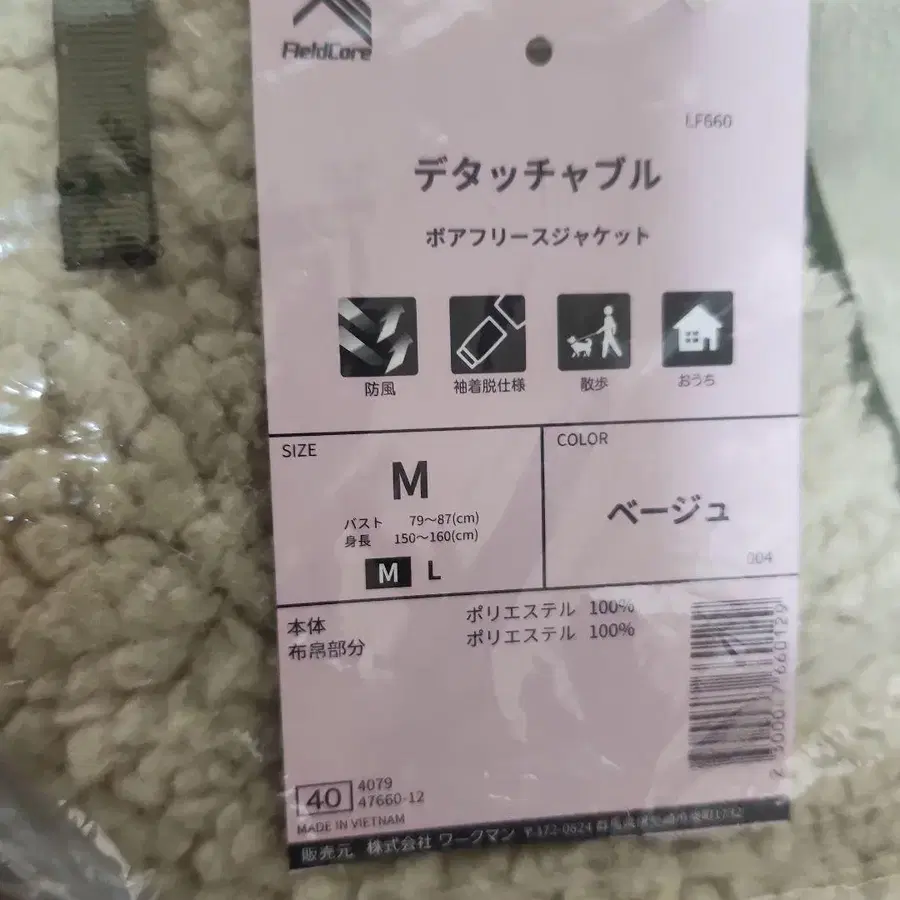 FieldCore
LF660
デタッチャブル
ボアフリースジャケット
防風 袖着脱仕様 散歩 おうち
SIZE
M
バスト 79〜87(cm)
身長 150〜160(cm)
M L
COLOR
ベージュ
004
本体 ポリエステル 100%
布帛部分 ポリエステル 100%
40 4079
47660-12
MADE IN VIETNAM
販売元 株式会社 ワークマン 〒372-0824